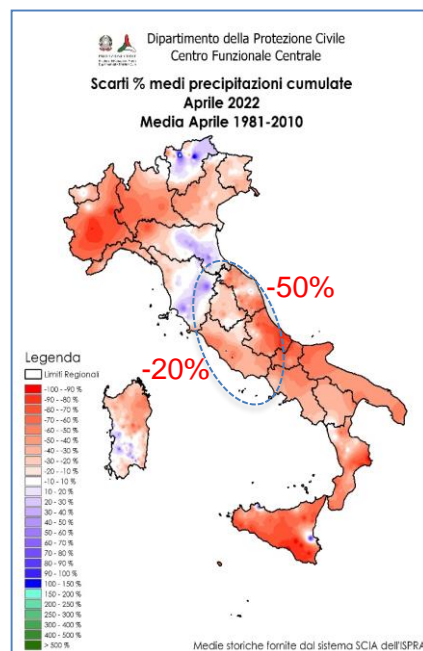 Dipartimento della Protezione Civile
Centro Funzionale Centrale
Scarti % medi precipitazioni cumulate
Aprile 2022
Media Aprile 1981-2010
-50%
-20%
Legenda
Limiti Regionali
-100 - -90 %
-90 - -80 %
-80 - -70 %
-70 - -60 %
-60 - -50 %
-50 - -40 %
-40 - -30 %
-30 - -20 %
-20 - -10 %
-10 - 10 %
10 - 20 %
20 - 30 %
30 - 40 %
40 - 50 %
50 - 60 %
60 - 70 %
70 - 80 %
80 - 90 %
90 - 100 %
100 - 150 %
150 - 200 %
200 - 250 %
250 - 300 %
300 - 400 %
400 - 500 %
> 500 %
Medie storiche fornite dal sistema SCIA dell'ISPRA